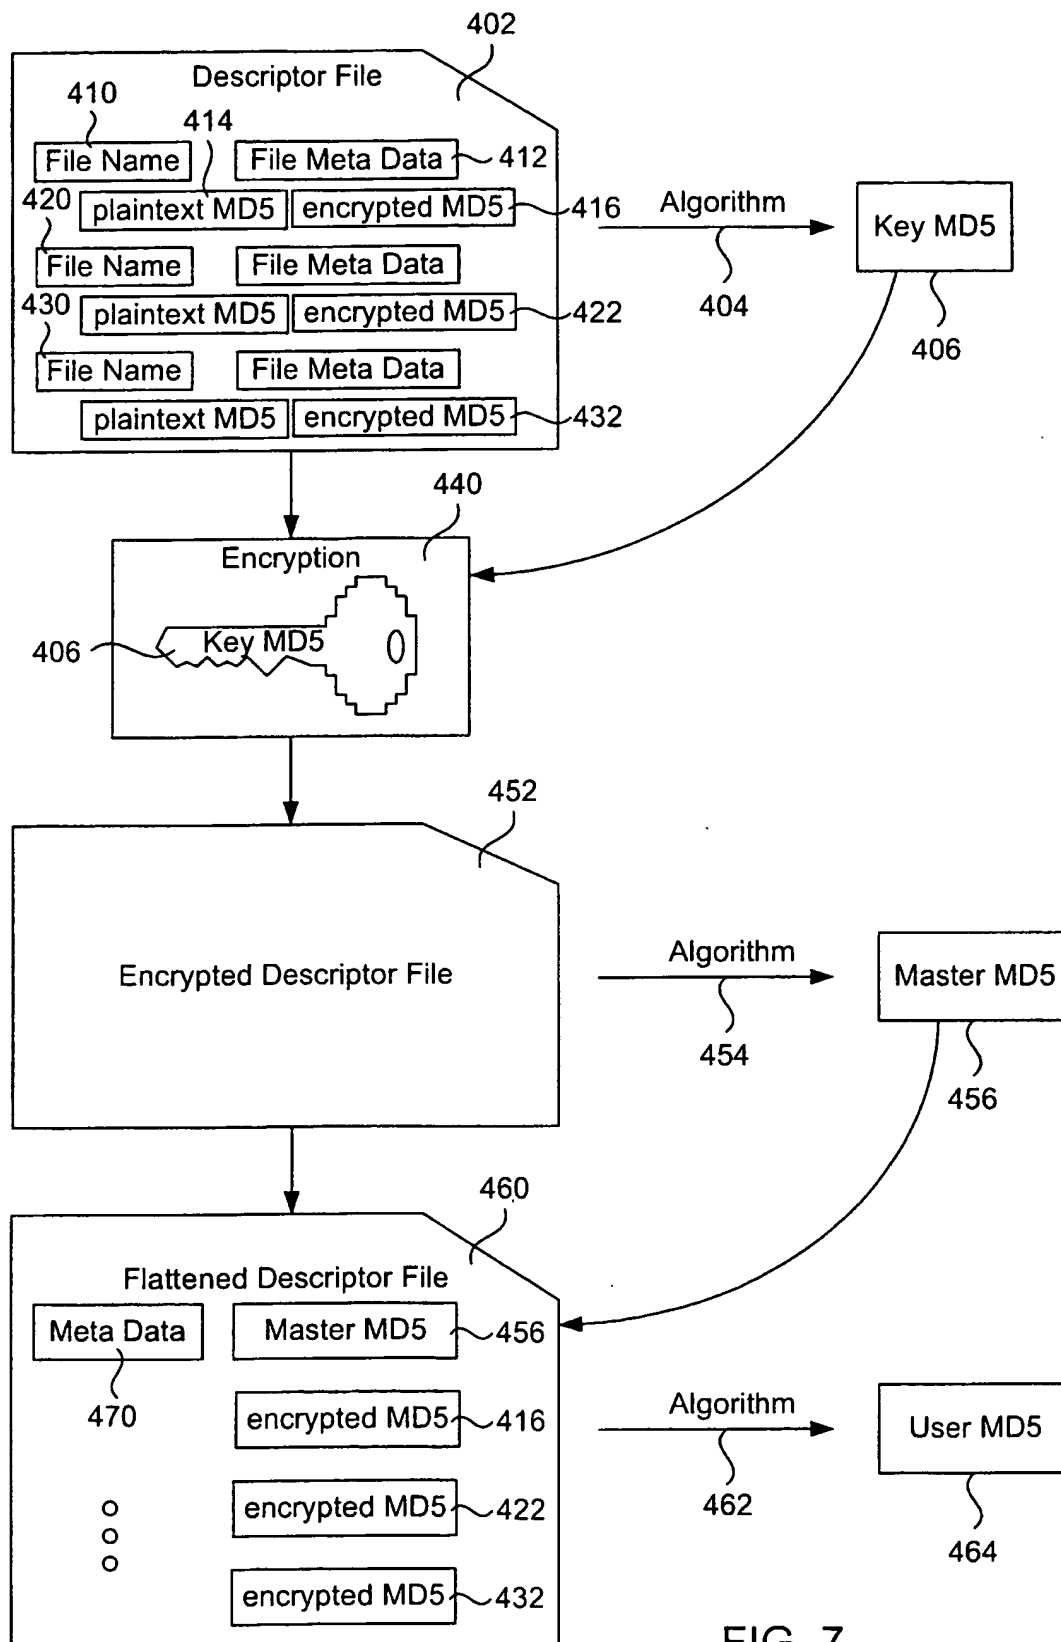 402
Descriptor File
410
414
File Name
File Meta Data
412
420
plaintext MD5
encrypted MD5
416
Algorithm
Key MD5
File Name
File Meta Data
404
430
plaintext MD5
encrypted MD5
422
406
File Name
File Meta Data
plaintext MD5
encrypted MD5
432
440
Encryption
406
Key MD5
452
Encrypted Descriptor File
Algorithm
Master MD5
454
456
460
Flattened Descriptor File
Meta Data
Master MD5
456
470
encrypted MD5
416
Algorithm
User MD5
462
464
encrypted MD5
422
encrypted MD5
432
FIG. 7